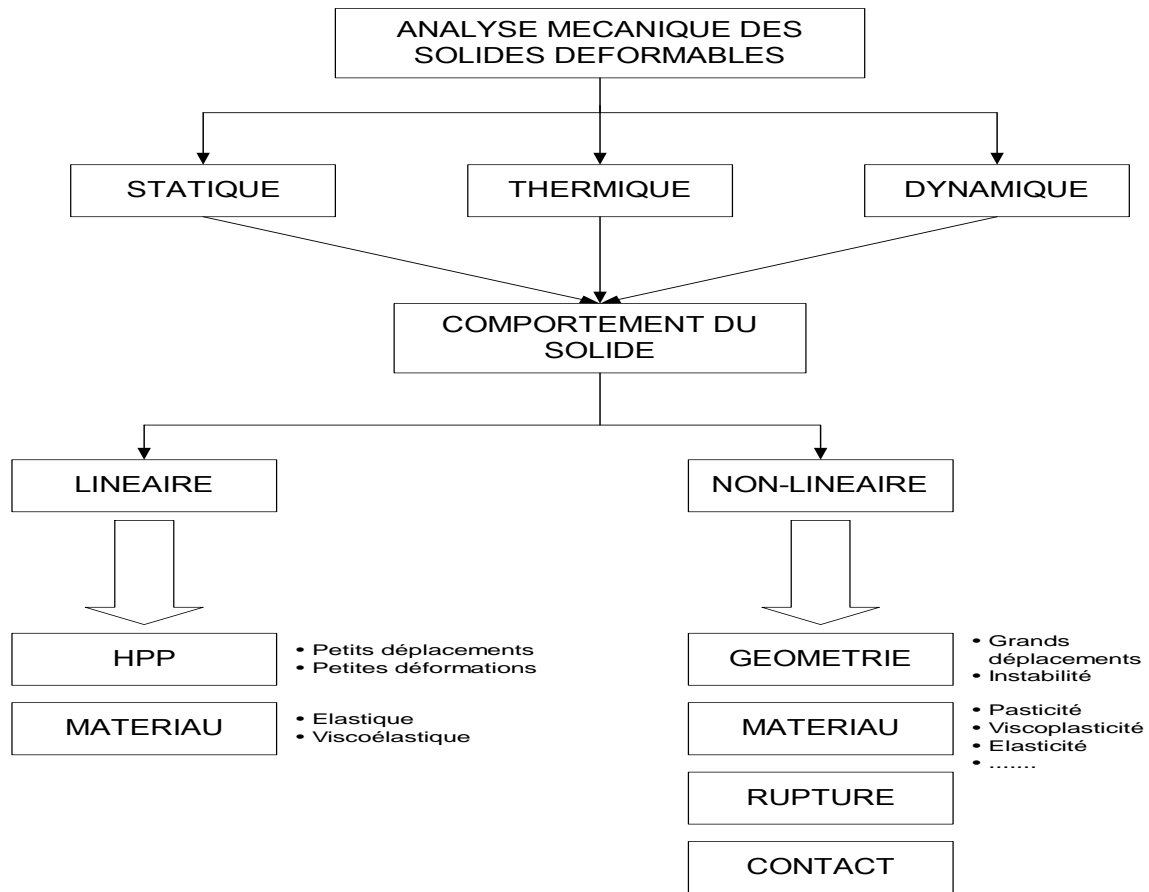 ANALYSE MECANIQUE DES
SOLIDES DEFORMABLES
STATIQUE
THERMIQUE
DYNAMIQUE
COMPORTEMENT DU
SOLIDE
LINEAIRE
NON-LINEAIRE
HPP
• Petits déplacements
• Petites déformations
MATERIAU
• Elastique
• Viscoélastique
GEOMETRIE
• Grands
déplacements
• Instabilité
MATERIAU
• Pasticité
• Viscoplasticité
• Elasticité
• .......
RUPTURE
CONTACT